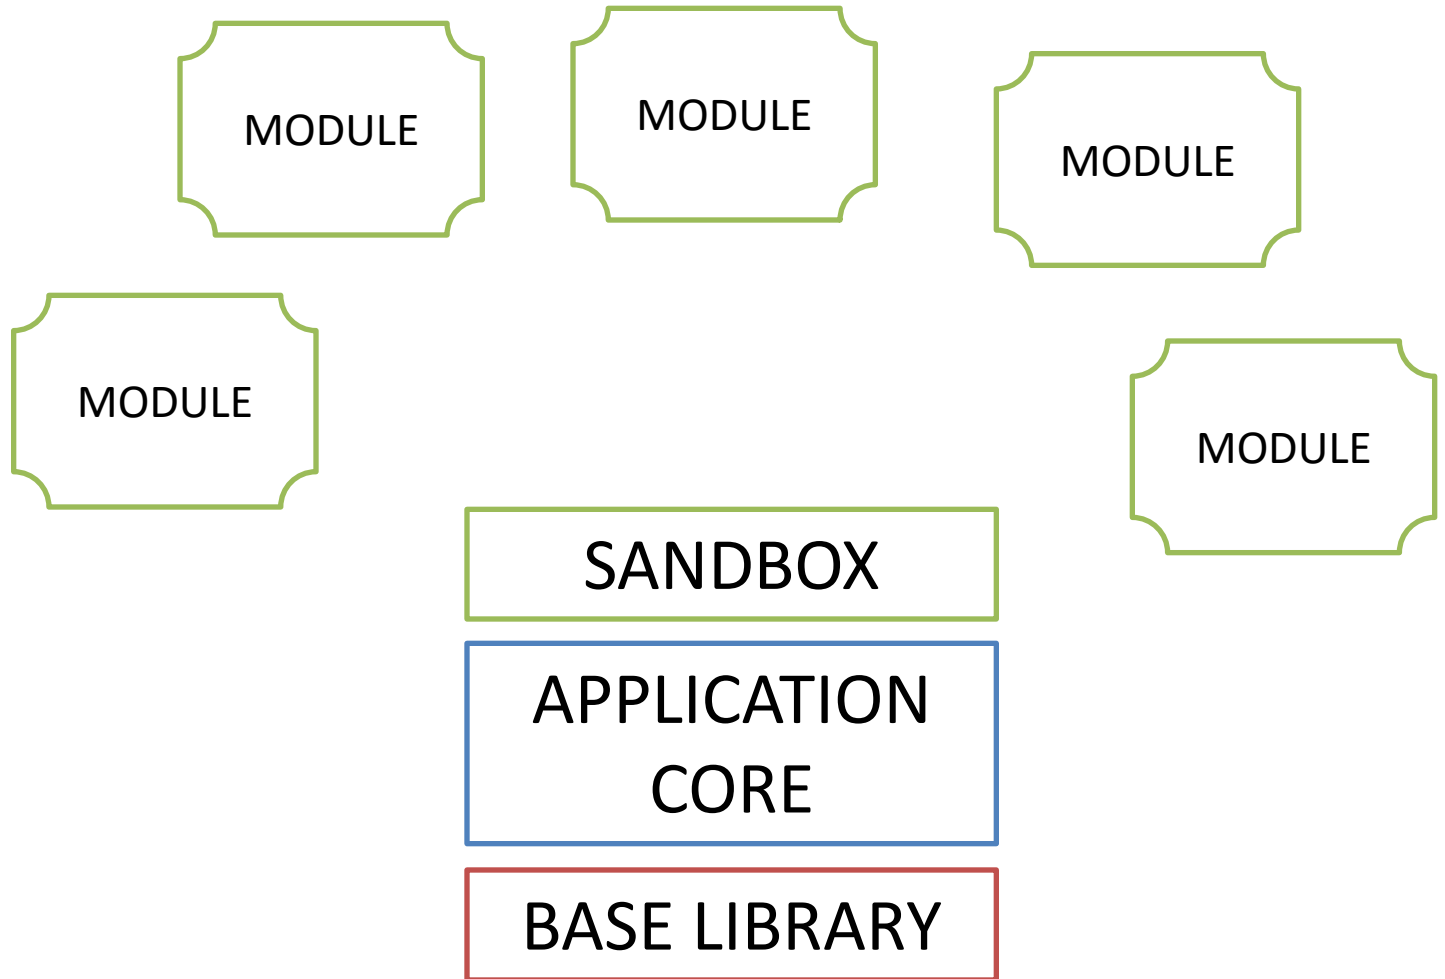 MODULE
MODULE
MODULE
MODULE
MODULE
SANDBOX
APPLICATION
CORE
BASE LIBRARY